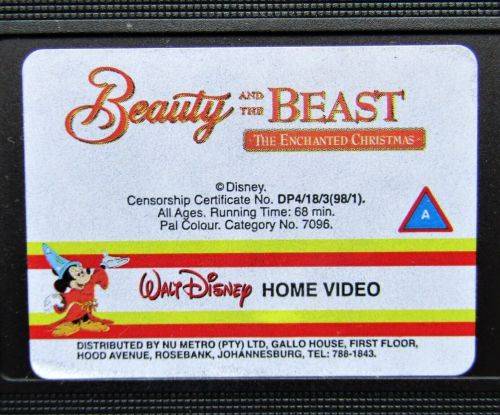 Beauty AND THE BEAST
THE ENCHANTED CHRISTMAS
© Disney.
Censorship Certificate No. DP4/18/3(98/1).
All Ages. Running Time: 68 min.
Pal Colour. Category No. 7096.
A
WALT DISNEY HOME VIDEO
DISTRIBUTED BY NU METRO (PTY) LTD, GALLO HOUSE, FIRST FLOOR,
HOOD AVENUE, ROSEBANK, JOHANNESBURG, TEL: 788-1843.